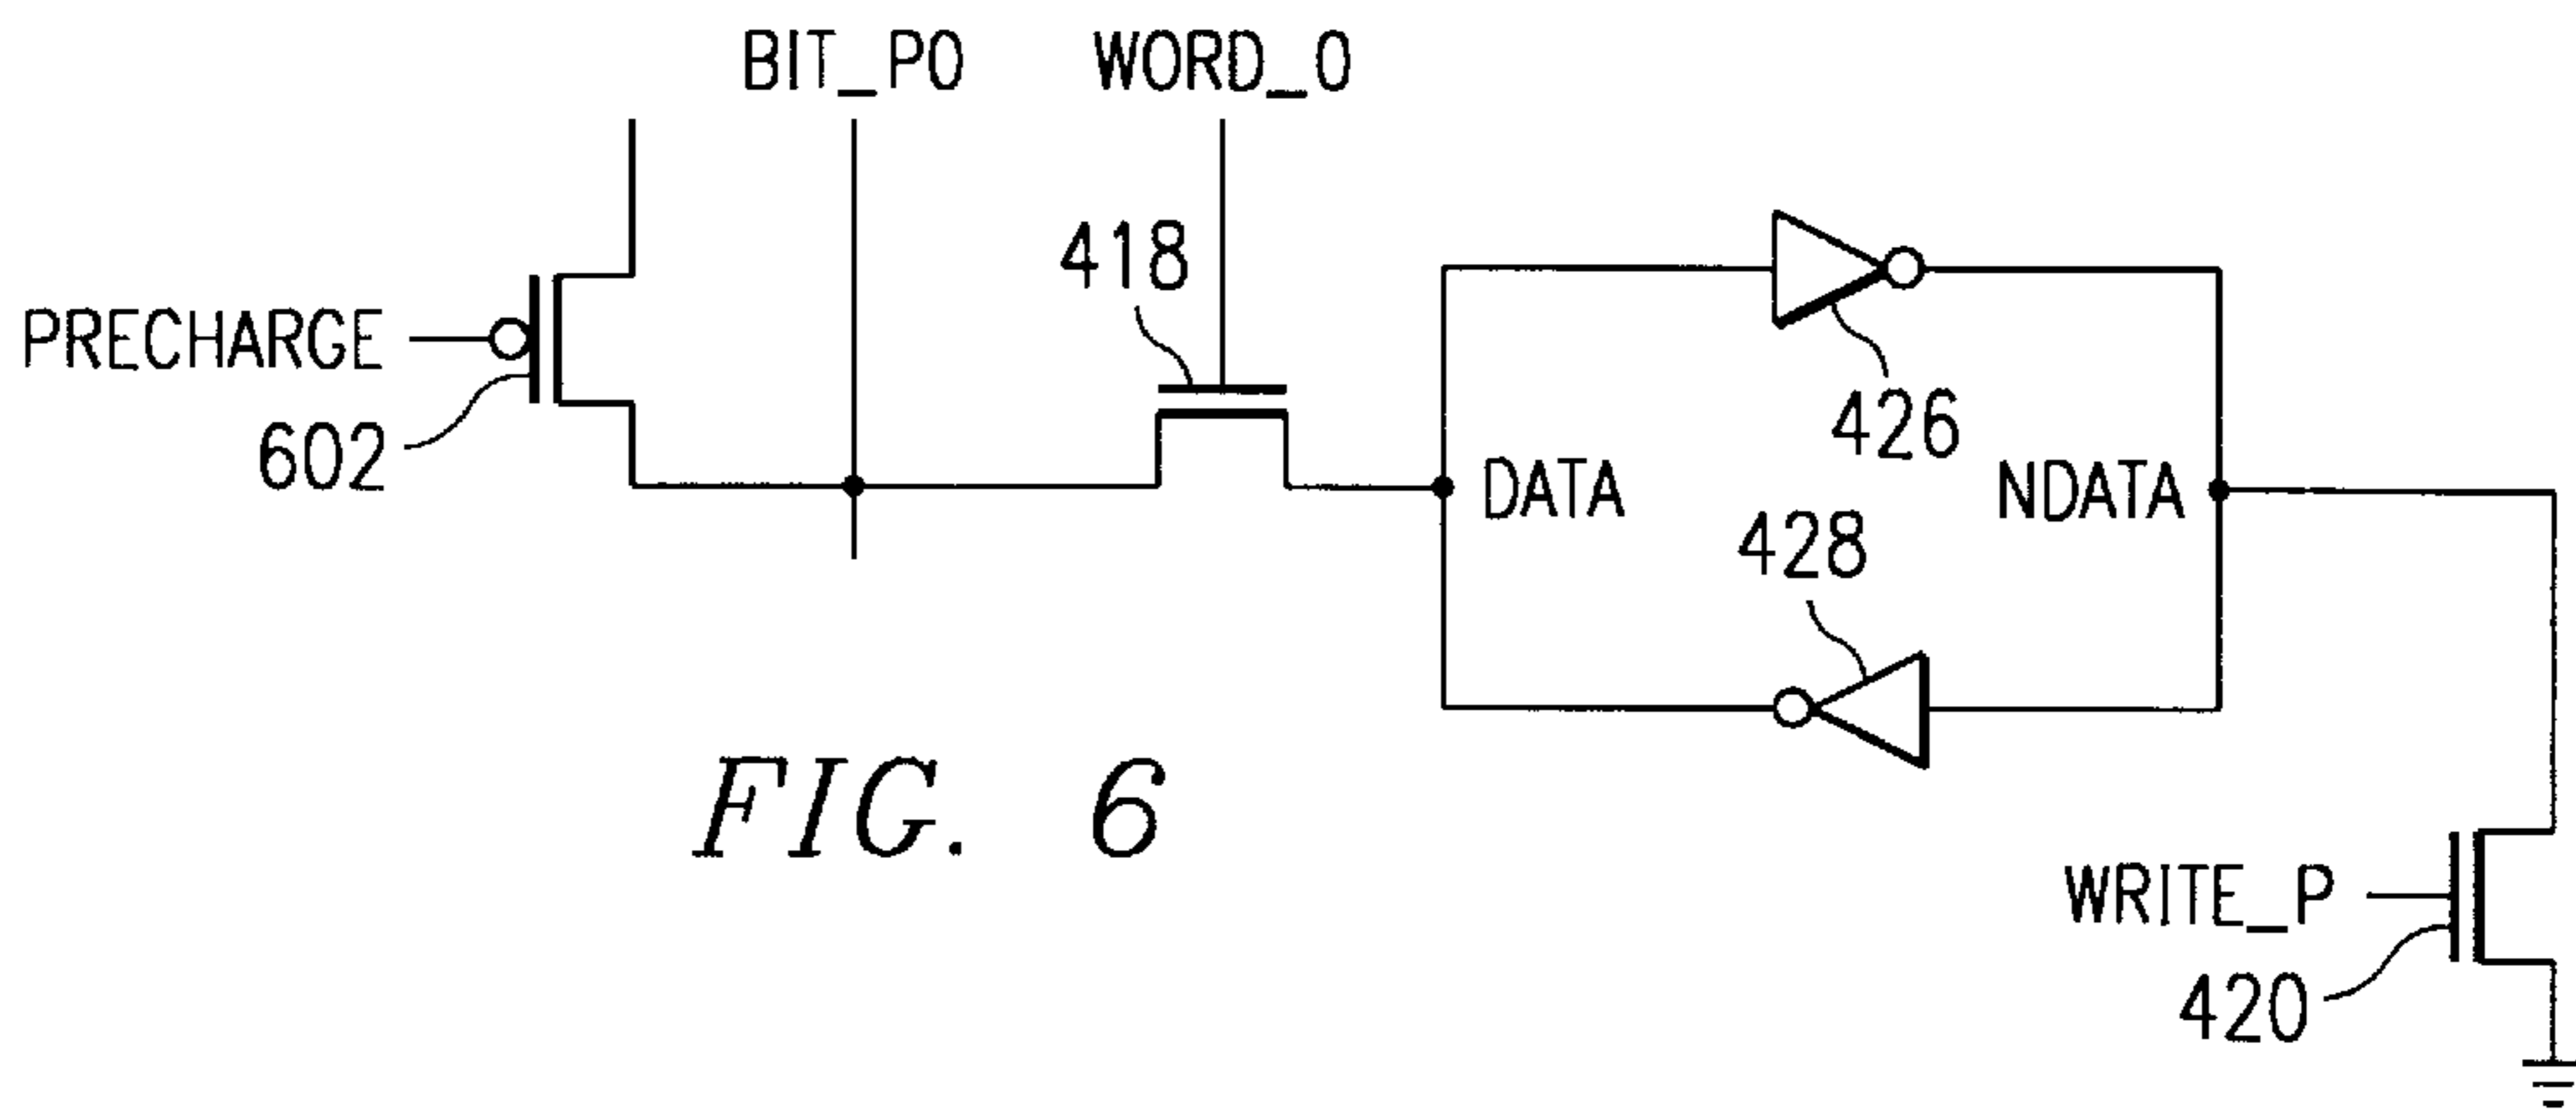 BIT_P0
WORD_0
418
PRECHARGE
602
426
DATA
NDATA
428
FIG. 6
WRITE_P
420